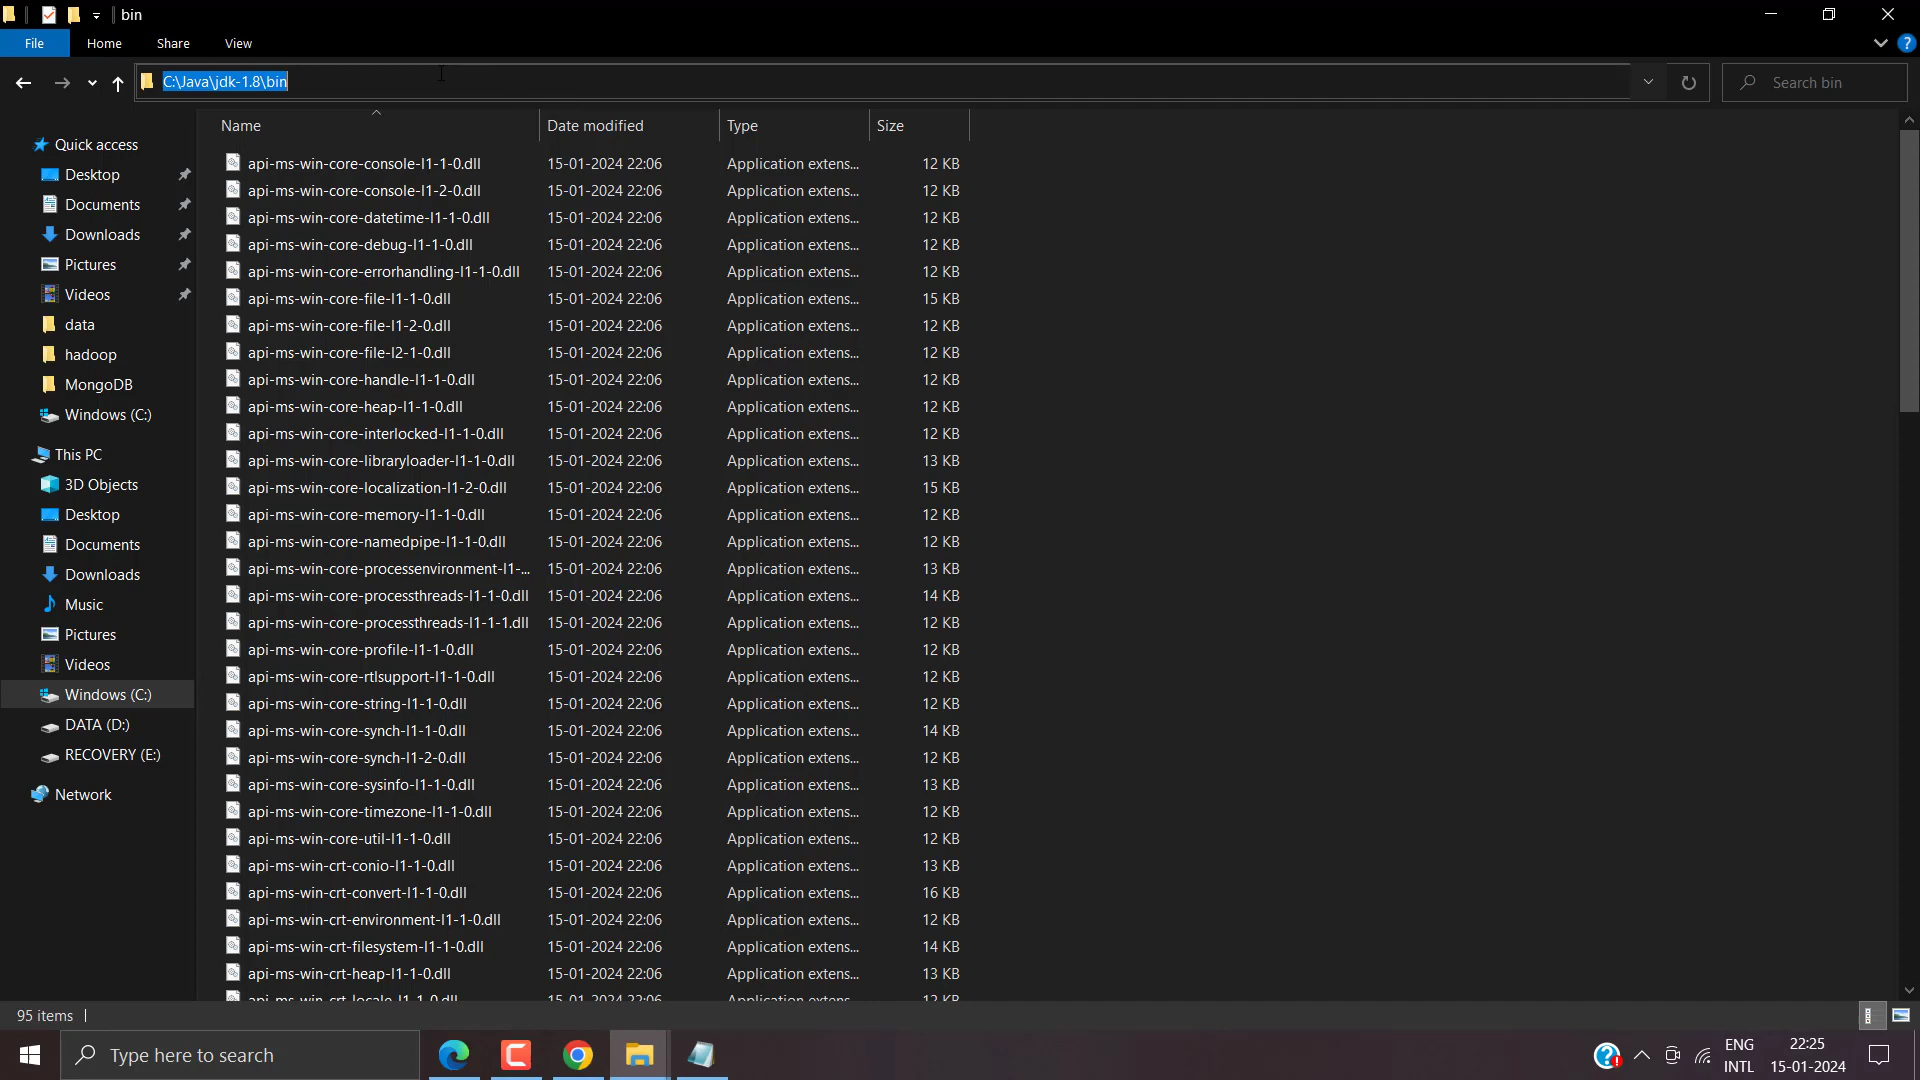 bin
File Home Share View
C:\Java\jdk-1.8\bin Search bin
Name Date modified Type Size
Quick access
Desktop
Documents
Downloads
Pictures
Videos
data
hadoop
MongoDB
Windows (C:)
This PC
3D Objects
Desktop
Documents
Downloads
Music
Pictures
Videos
Windows (C:)
DATA (D:)
RECOVERY (E:)
Network
api-ms-win-core-console-l1-1-0.dll 15-01-2024 22:06 Application extens... 12 KB
api-ms-win-core-console-l1-2-0.dll 15-01-2024 22:06 Application extens... 12 KB
api-ms-win-core-datetime-l1-1-0.dll 15-01-2024 22:06 Application extens... 12 KB
api-ms-win-core-debug-l1-1-0.dll 15-01-2024 22:06 Application extens... 12 KB
api-ms-win-core-errorhandling-l1-1-0.dll 15-01-2024 22:06 Application extens... 12 KB
api-ms-win-core-file-l1-1-0.dll 15-01-2024 22:06 Application extens... 15 KB
api-ms-win-core-file-l1-2-0.dll 15-01-2024 22:06 Application extens... 12 KB
api-ms-win-core-file-l2-1-0.dll 15-01-2024 22:06 Application extens... 12 KB
api-ms-win-core-handle-l1-1-0.dll 15-01-2024 22:06 Application extens... 12 KB
api-ms-win-core-heap-l1-1-0.dll 15-01-2024 22:06 Application extens... 12 KB
api-ms-win-core-interlocked-l1-1-0.dll 15-01-2024 22:06 Application extens... 12 KB
api-ms-win-core-libraryloader-l1-1-0.dll 15-01-2024 22:06 Application extens... 13 KB
api-ms-win-core-localization-l1-2-0.dll 15-01-2024 22:06 Application extens... 15 KB
api-ms-win-core-memory-l1-1-0.dll 15-01-2024 22:06 Application extens... 12 KB
api-ms-win-core-namedpipe-l1-1-0.dll 15-01-2024 22:06 Application extens... 12 KB
api-ms-win-core-processenvironment-l1-... 15-01-2024 22:06 Application extens... 13 KB
api-ms-win-core-processthreads-l1-1-0.dll 15-01-2024 22:06 Application extens... 14 KB
api-ms-win-core-processthreads-l1-1-1.dll 15-01-2024 22:06 Application extens... 12 KB
api-ms-win-core-profile-l1-1-0.dll 15-01-2024 22:06 Application extens... 12 KB
api-ms-win-core-rtlsupport-l1-1-0.dll 15-01-2024 22:06 Application extens... 12 KB
api-ms-win-core-string-l1-1-0.dll 15-01-2024 22:06 Application extens... 12 KB
api-ms-win-core-synch-l1-1-0.dll 15-01-2024 22:06 Application extens... 14 KB
api-ms-win-core-synch-l1-2-0.dll 15-01-2024 22:06 Application extens... 12 KB
api-ms-win-core-sysinfo-l1-1-0.dll 15-01-2024 22:06 Application extens... 13 KB
api-ms-win-core-timezone-l1-1-0.dll 15-01-2024 22:06 Application extens... 12 KB
api-ms-win-core-util-l1-1-0.dll 15-01-2024 22:06 Application extens... 12 KB
api-ms-win-crt-conio-l1-1-0.dll 15-01-2024 22:06 Application extens... 13 KB
api-ms-win-crt-convert-l1-1-0.dll 15-01-2024 22:06 Application extens... 16 KB
api-ms-win-crt-environment-l1-1-0.dll 15-01-2024 22:06 Application extens... 12 KB
api-ms-win-crt-filesystem-l1-1-0.dll 15-01-2024 22:06 Application extens... 14 KB
api-ms-win-crt-heap-l1-1-0.dll 15-01-2024 22:06 Application extens... 13 KB
api-ms-win-crt-locale-l1-1-0.dll 15-01-2024 22:06 Application extens... 12 KB
95 items
Type here to search
ENG 22:25
INTL 15-01-2024